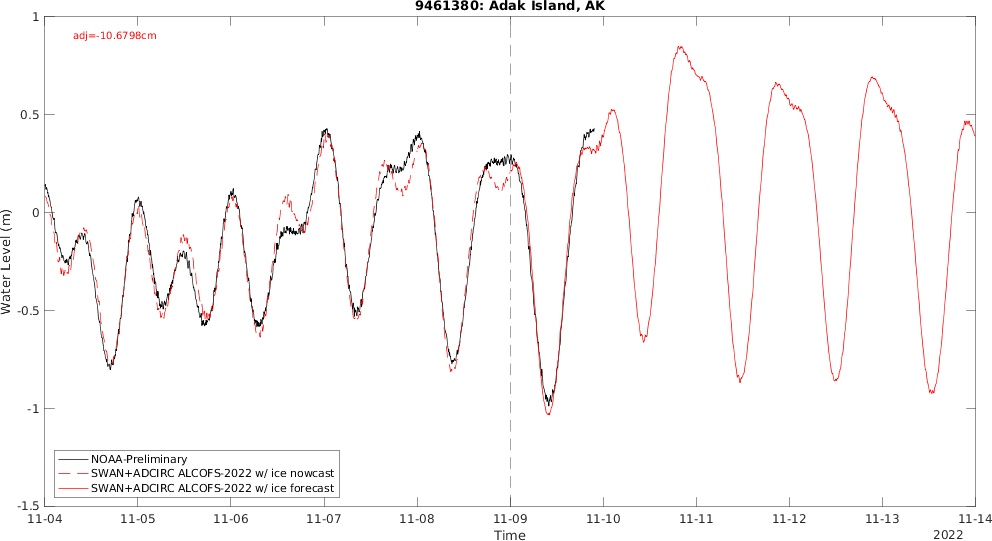 9461380: Adak Island, AK
adj=-10.6798cm
1
0.5
0
-0.5
-1
-1.5
Water Level (m)
NOAA-Preliminary
SWAN+ADCIRC ALCOFS-2022 w/ ice nowcast
SWAN+ADCIRC ALCOFS-2022 w/ ice forecast
11-04 11-05 11-06 11-07 11-08 11-09 11-10 11-11 11-12 11-13 11-14
Time
2022